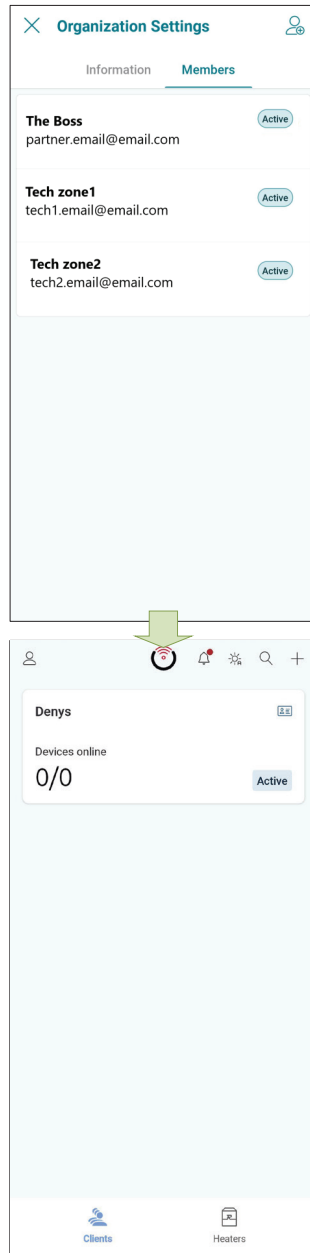 Organization Settings
Information Members
The Boss Active
partner.email@email.com
Tech zone1 Active
tech1.email@email.com
Tech zone2 Active
tech2.email@email.com
Denys
Devices online
0/0 Active
Clients Heaters